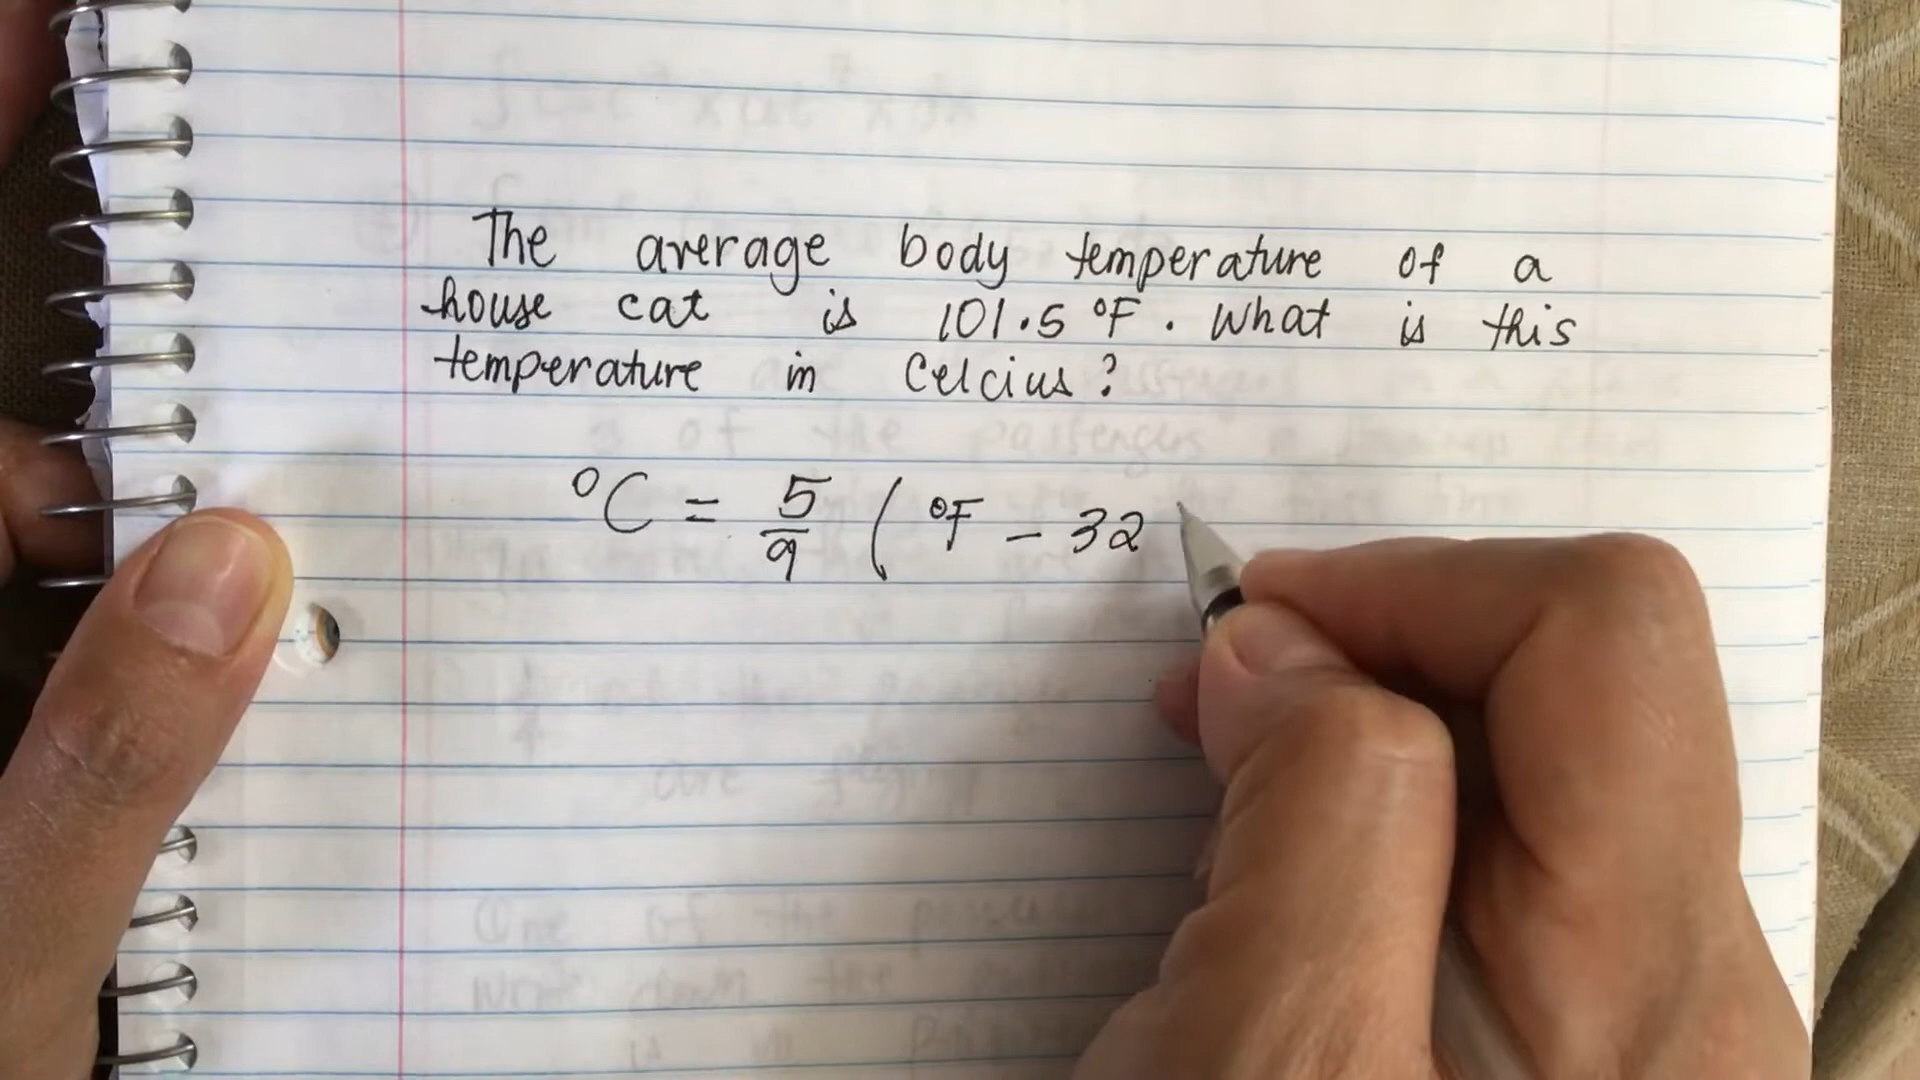 The average body temperature of a
house cat is 101.5 °F. What is this
temperature in Celcius?
°C = 5/9 ( °F - 32